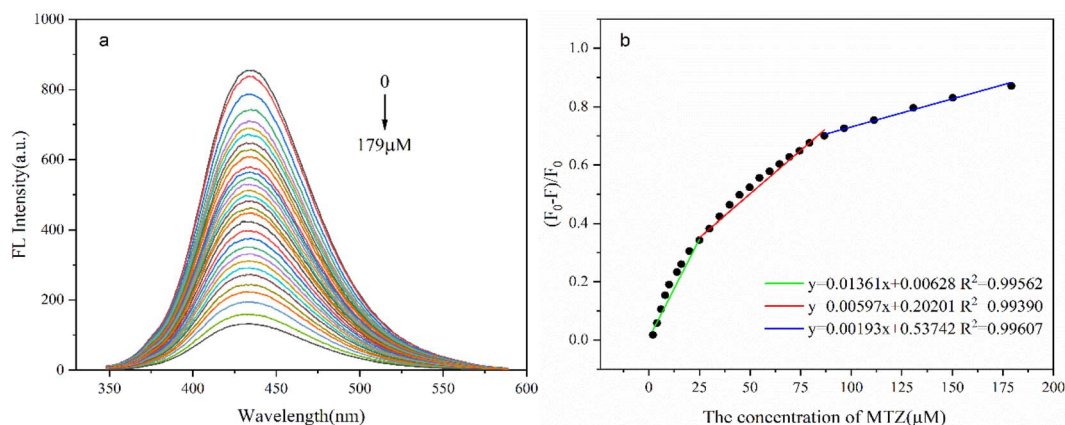 a
1000
800
600
400
200
0
FL Intensity(a.u.)
350 400 450 500 550 600
Wavelength(nm)
0
179μM
b
1.0
0.8
0.6
0.4
0.2
0.0
(F₀-F)/F₀
0 25 50 75 100 125 150 175 200
The concentration of MTZ(μM)
y=0.01361x+0.00628 R²=0.99562
y 0.00597x+0.20201 R² 0.99390
y=0.00193x+0.53742 R²=0.99607